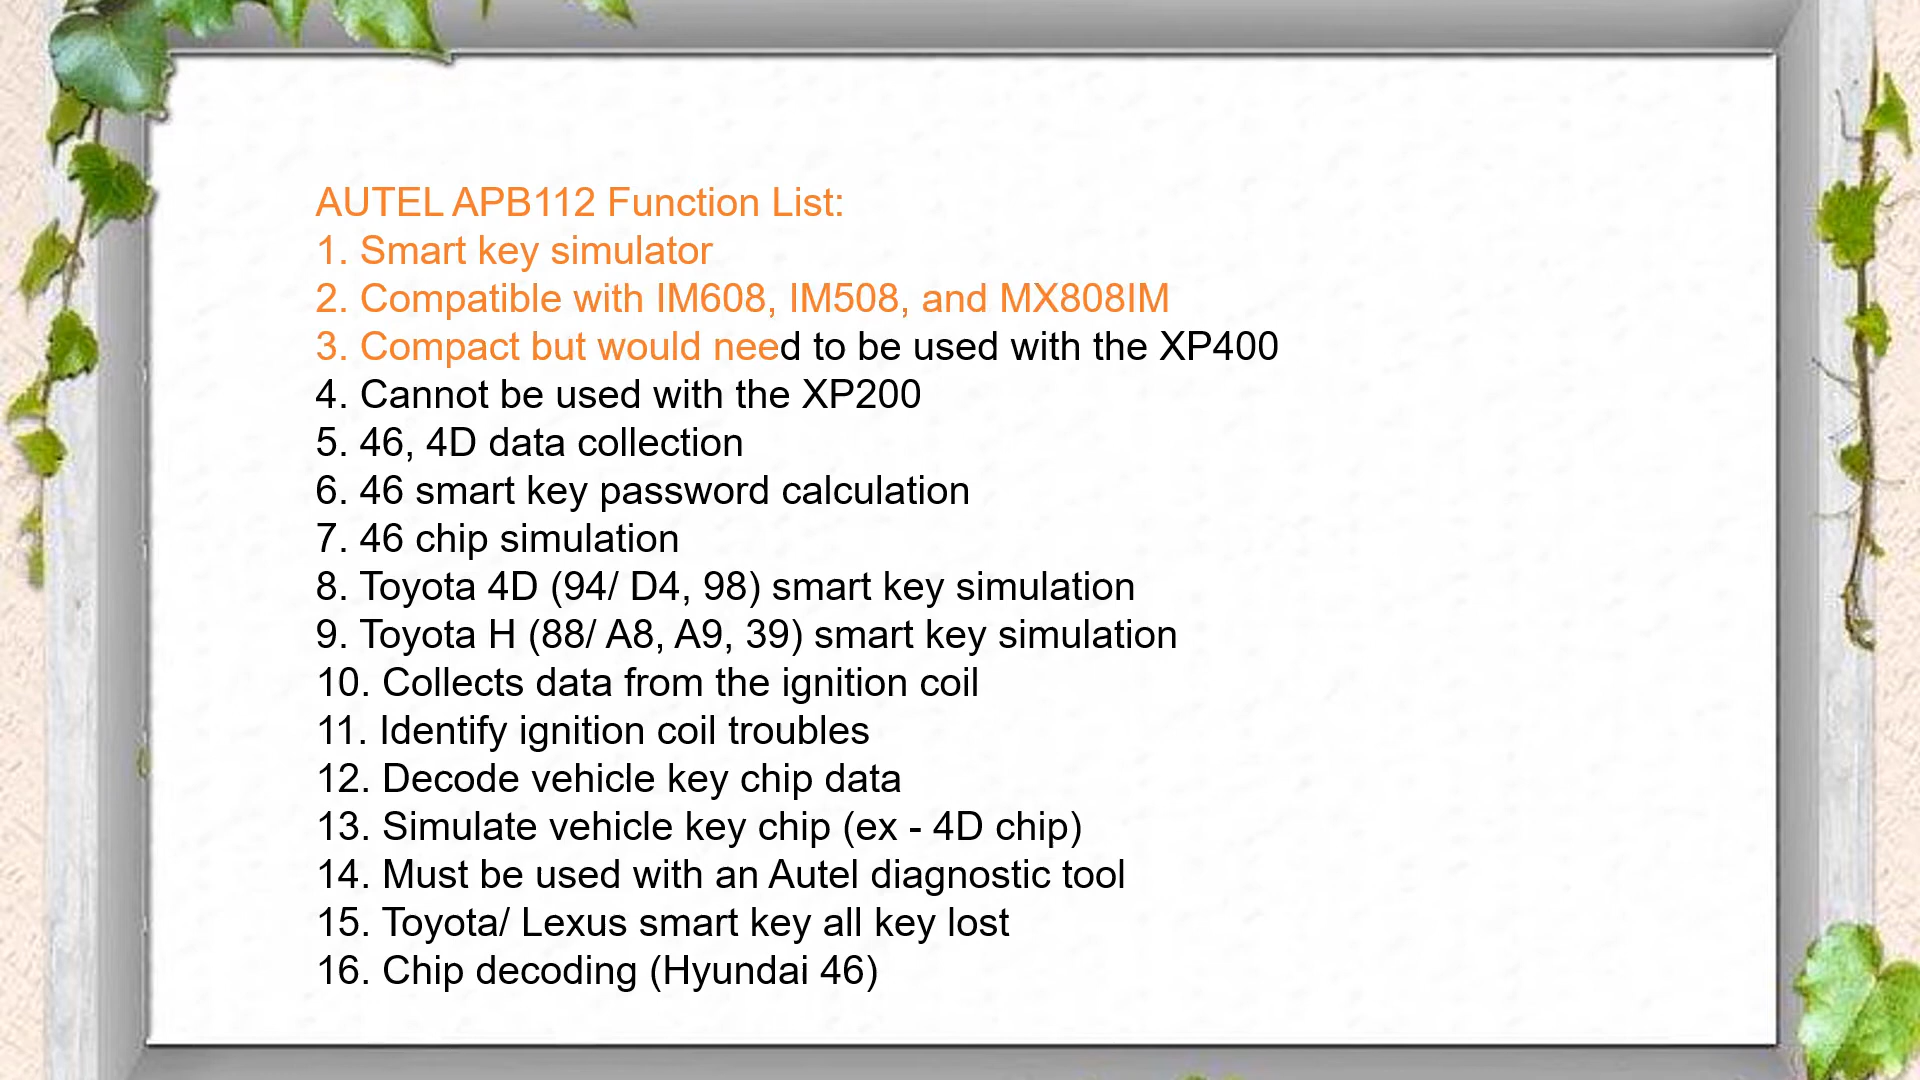 AUTEL APB112 Function List:
1. Smart key simulator
2. Compatible with IM608, IM508, and MX808IM
3. Compact but would need to be used with the XP400
4. Cannot be used with the XP200
5. 46, 4D data collection
6. 46 smart key password calculation
7. 46 chip simulation
8. Toyota 4D (94/ D4, 98) smart key simulation
9. Toyota H (88/ A8, A9, 39) smart key simulation
10. Collects data from the ignition coil
11. Identify ignition coil troubles
12. Decode vehicle key chip data
13. Simulate vehicle key chip (ex - 4D chip)
14. Must be used with an Autel diagnostic tool
15. Toyota/ Lexus smart key all key lost
16. Chip decoding (Hyundai 46)